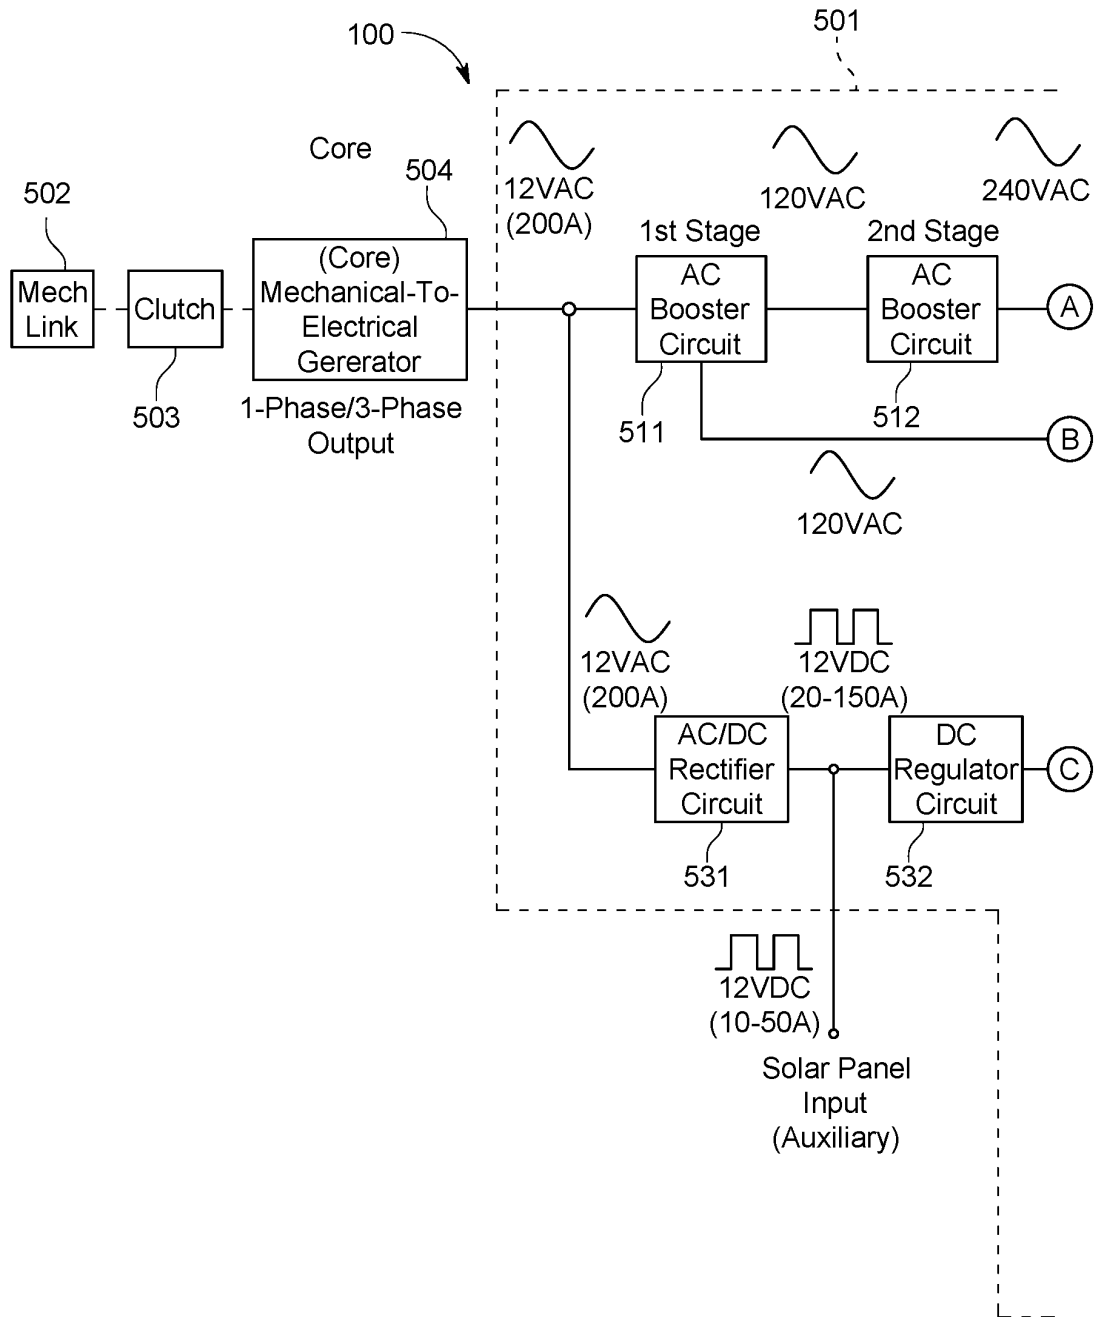 100
501
Core
502
504
12VAC
(200A)
120VAC
240VAC
1st Stage
2nd Stage
Mech
Link
Clutch
(Core)
Mechanical-To-
Electrical
Gererator
AC
Booster
Circuit
AC
Booster
Circuit
A
503
1-Phase/3-Phase
Output
511
512
B
120VAC
12VAC
(200A)
12VDC
(20-150A)
AC/DC
Rectifier
Circuit
DC
Regulator
Circuit
C
531
532
12VDC
(10-50A)
Solar Panel
Input
(Auxiliary)